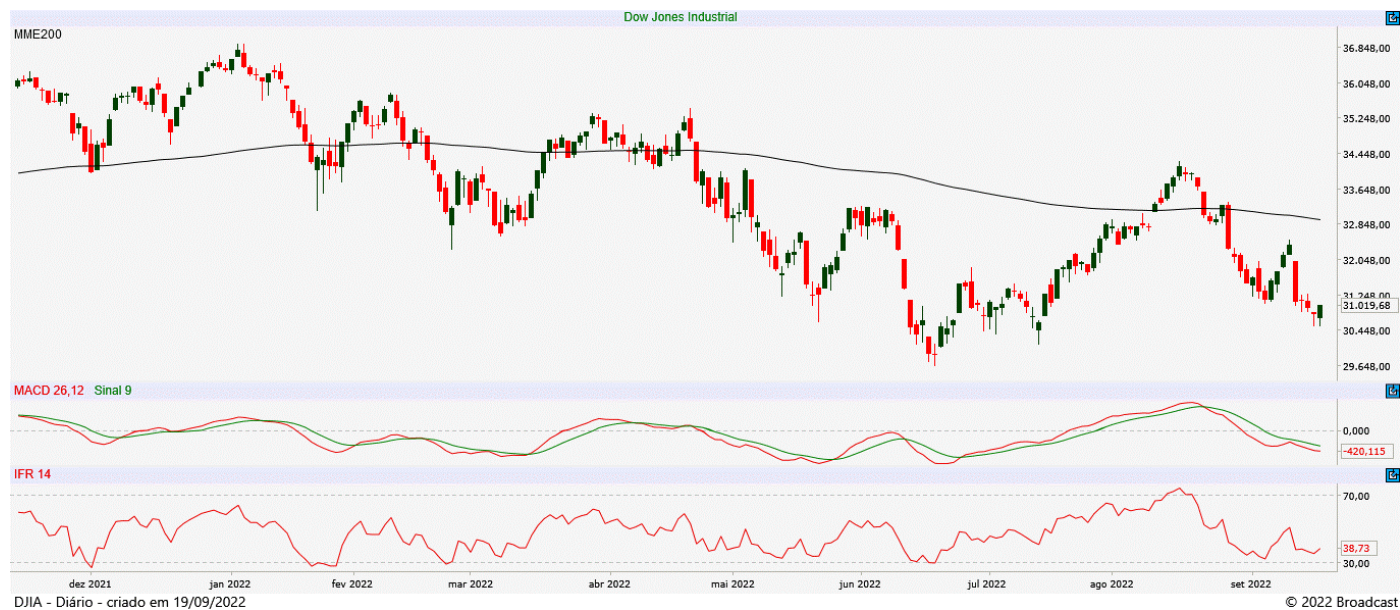 Dow Jones Industrial
MME200
36.848,00
36.048,00
35.248,00
34.448,00
33.648,00
32.848,00
32.048,00
31.248,00
31.019,68
30.448,00
29.648,00
MACD 26,12 Sinal 9
0,000
-420,115
IFR 14
70,00
38,73
30,00
dez 2021 jan 2022 fev 2022 mar 2022 abr 2022 mai 2022 jun 2022 jul 2022 ago 2022 set 2022
DJIA - Diário - criado em 19/09/2022 © 2022 Broadcast